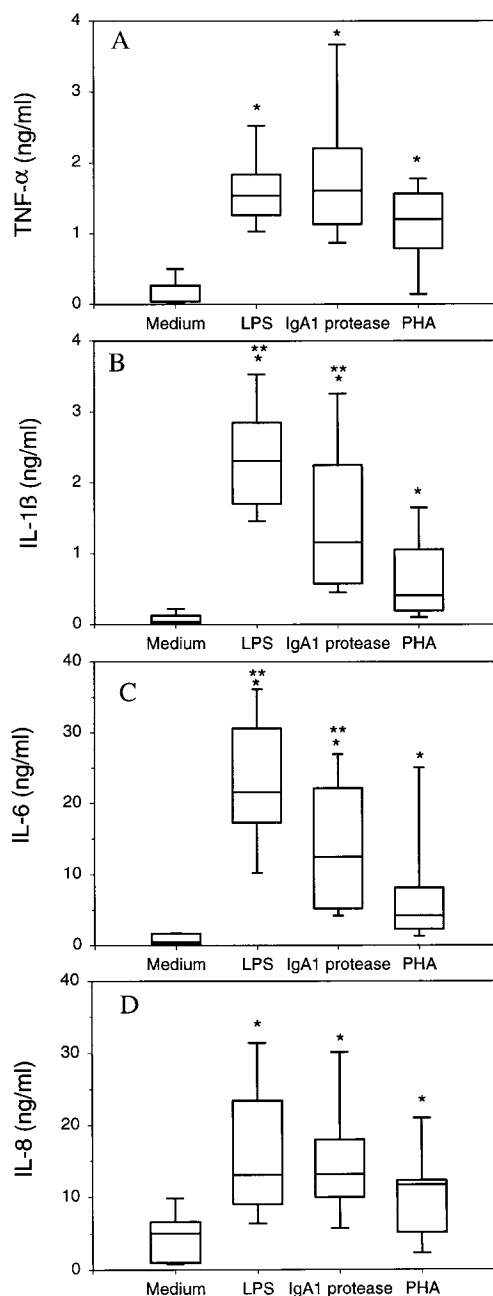 A
TNF-α (ng/ml)
4
3
2
1
0
*
*
*
Medium LPS IgA1 protease PHA
B
IL-1ß (ng/ml)
4
3
2
1
0
** **
* *
*
Medium LPS IgA1 protease PHA
C
IL-6 (ng/ml)
40
30
20
10
0
**
*
**
*
*
Medium LPS IgA1 protease PHA
D
IL-8 (ng/ml)
40
30
20
10
0
*
*
*
Medium LPS IgA1 protease PHA